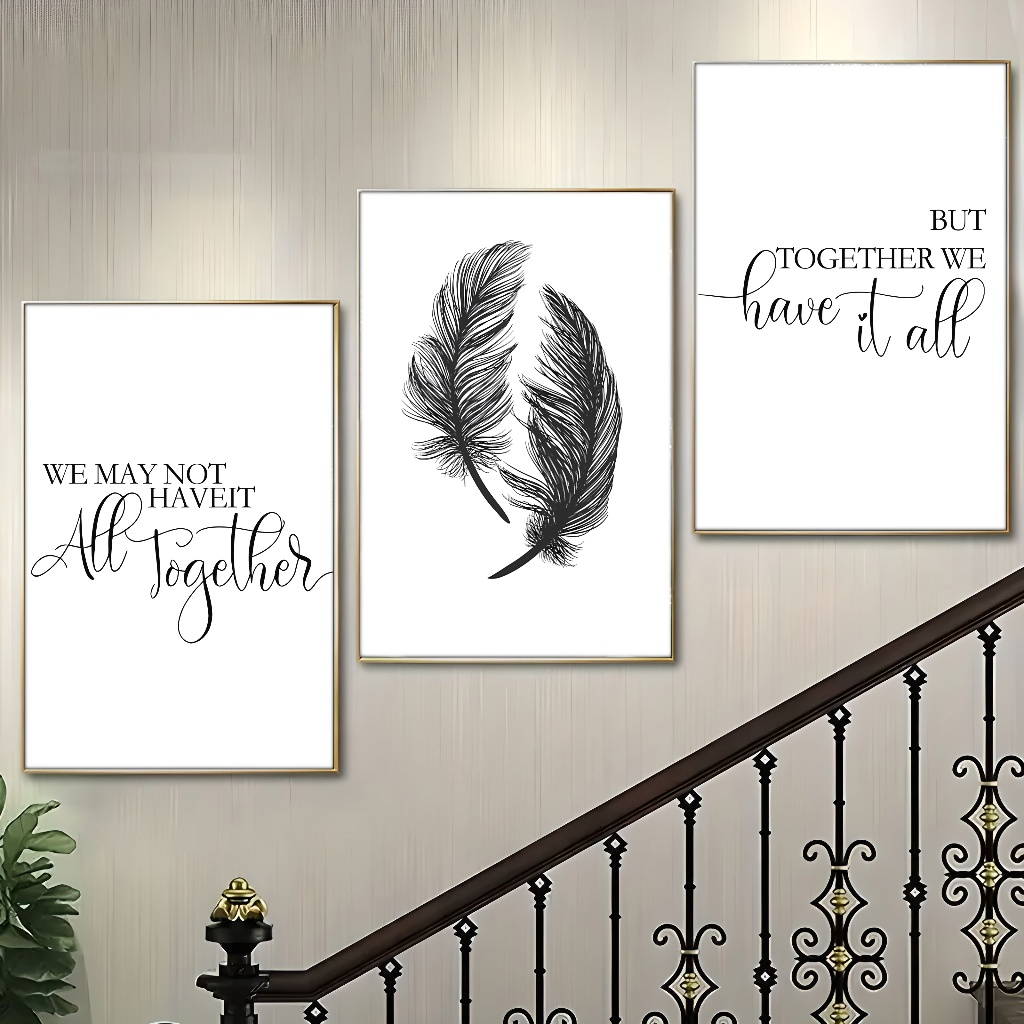 WE MAY NOT
HAVEIT
All Together
BUT
TOGETHER WE
have it all